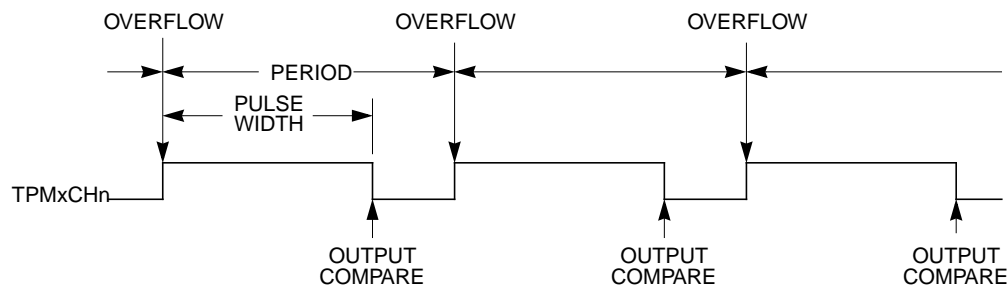 OVERFLOW
OVERFLOW
OVERFLOW
PERIOD
PULSE
WIDTH
TPMxCHn
OUTPUT
COMPARE
OUTPUT
COMPARE
OUTPUT
COMPARE